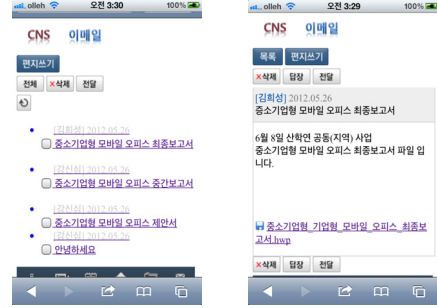 olleh 오전 3:30 100%
CNS 이메일
편지쓰기
전체 ×삭제 전달
[김희성] 2012.05.26
중소기업형 모바일 오피스 최종보고서
[강신심] 2012.05.26
중소기업형 모바일 오피스 중간보고서
[강신심] 2012.05.26
중소기업형 모바일 오피스 제안서
[강신심] 2012.05.26
안녕하세요
olleh 오전 3:29 100%
CNS 이메일
목록 편지쓰기
×삭제 답장 전달
[김희성] 2012.05.26
중소기업형 모바일 오피스 최종보고서
6월 8일 산학연 공동(지역) 사업
중소기업형 모바일 오피스 최종보고서 파일 입
니다.
중소기업형_기업형_모바일_오피스_최종보
고서.hwp
×삭제 답장 전달